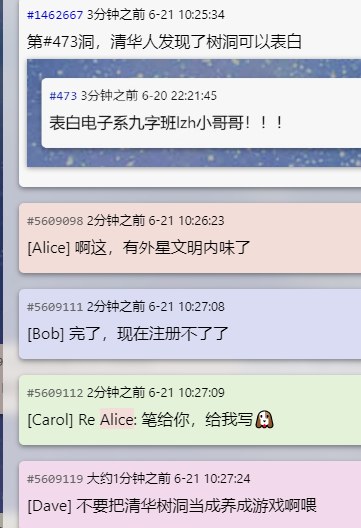 #1462667 3分钟之前 6-21 10:25:34
第#473洞，清华人发现了树洞可以表白
#473 3分钟之前 6-20 22:21:45
表白电子系九字班lzh小哥哥！！！
#5609098 2分钟之前 6-21 10:26:23
[Alice] 啊这，有外星文明内味了
#5609111 2分钟之前 6-21 10:27:08
[Bob] 完了，现在注册不了了
#5609112 2分钟之前 6-21 10:27:09
[Carol] Re Alice: 笔给你，给我写
#5609119 大约1分钟之前 6-21 10:27:24
[Dave] 不要把清华树洞当成养成游戏啊喂